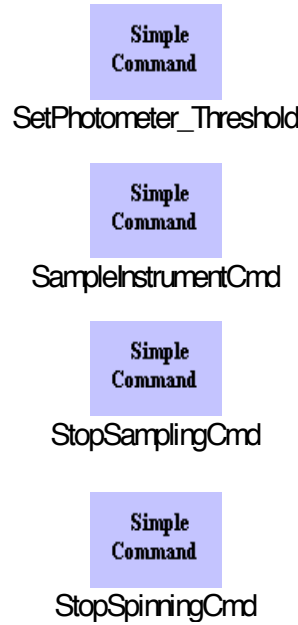 Simple
Command
SetPhotometer_Threshold
Simple
Command
SampleInstrumentCmd
Simple
Command
StopSamplingCmd
Simple
Command
StopSpinningCmd